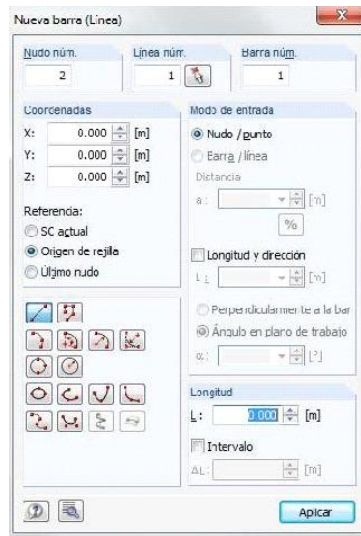 Nueva barra (Línea)
Nudo núm.
Línea núm.
Barra núm.
2
1
1
Coordenadas
X: 0.000 [m]
Y: 0.000 [m]
Z: 0.000 [m]
Referencia:
SC actual
Origen de rejilla
Último nudo
Modo de entrada
Nudo / punto
Barra / línea
Distancia
a: [m]
%
Longitud y dirección
L: [m]
Perpendicularmente a la bar
Ángulo en plano de trabajo
α: [°]
Longitud
L: 0.000 [m]
Intervalo
ΔL: [m]
Aplicar